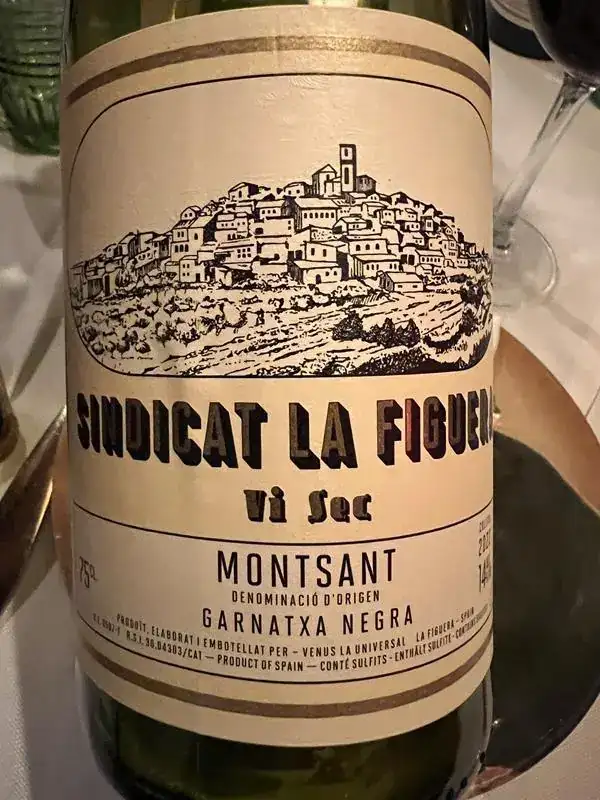 SINDICAT LA FIGUERA
Vi Sec
75CL
MONTSANT
DENOMINACIÓ D'ORIGEN
GARNATXA NEGRA
PRODUÏT, ELABORAT I EMBOTELLAT PER - VENUS LA UNIVERSAL LA FIGUERA - SPAIN
R.S.I. 30.04303/CAT — PRODUCT OF SPAIN — CONTÉ SULFITS - ENTHÄLT SULFITE - CONTAINS